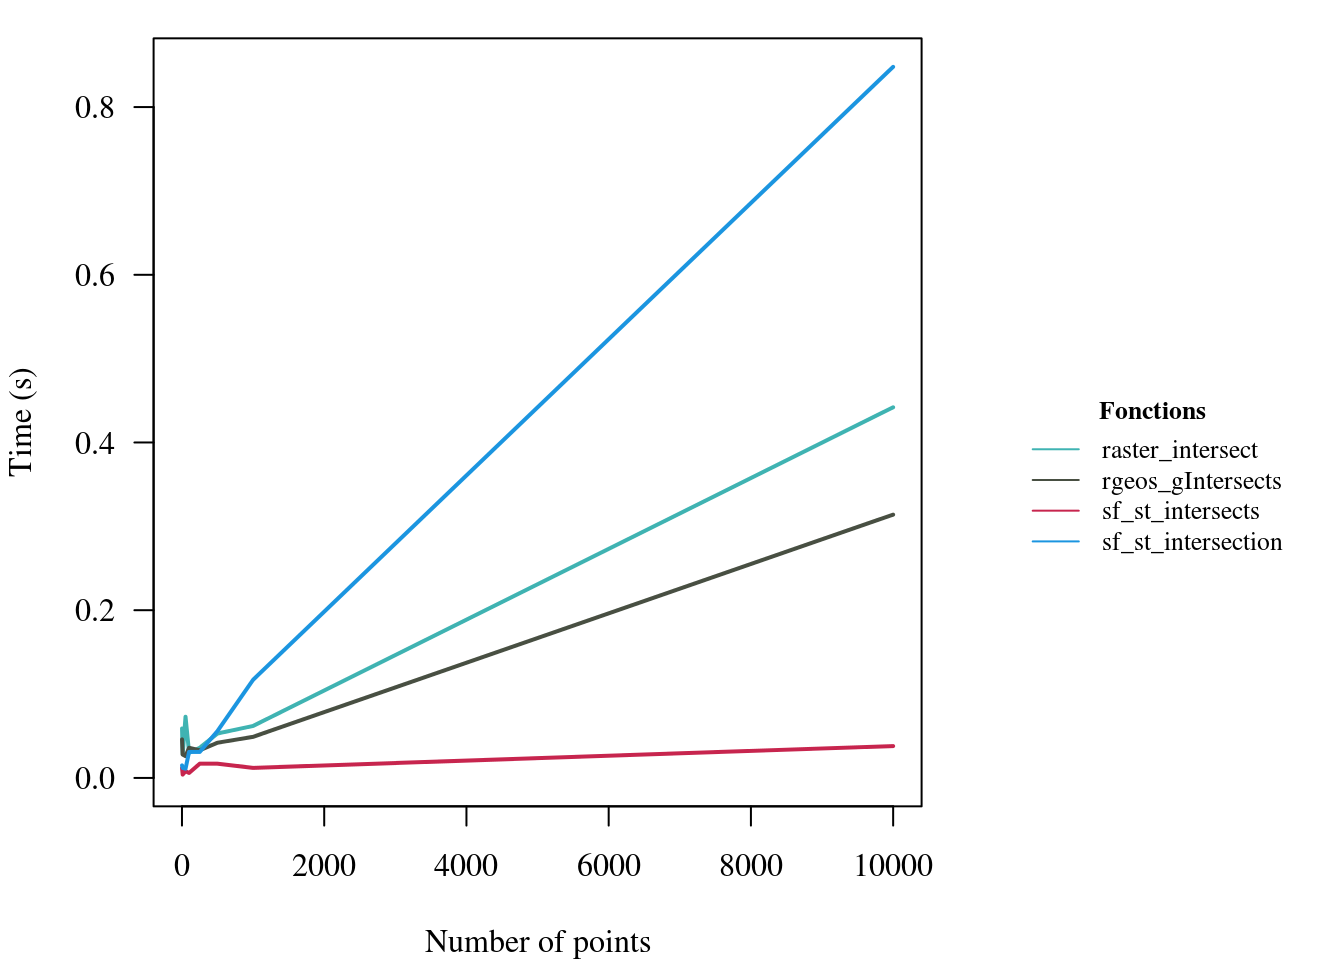 0.8
0.6
0.4
0.2
0.0
Time (s)
0 2000 4000 6000 8000 10000
Number of points
Fonctions
raster_intersect
rgeos_gIntersects
sf_st_intersects
sf_st_intersection